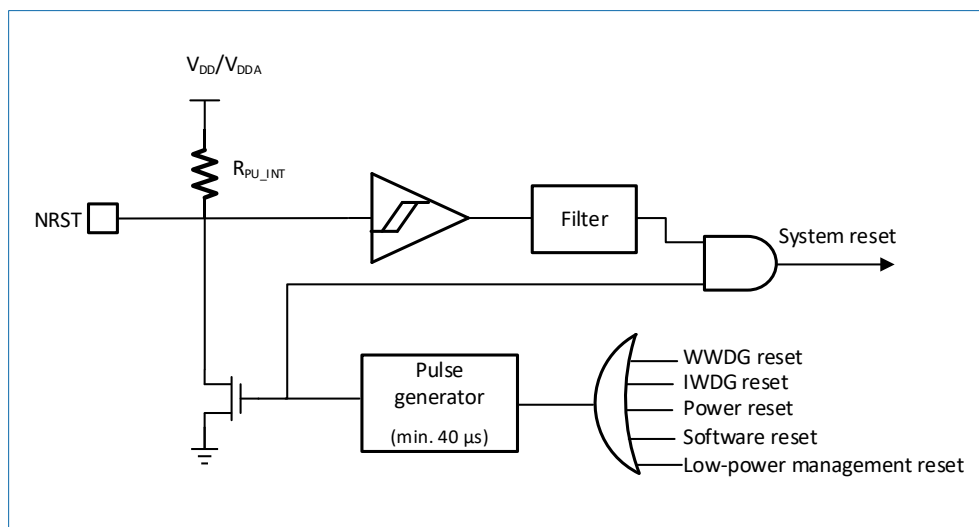 VDD/VDDA
RPU_INT
NRST
Filter
System reset
Pulse
generator
(min. 40 μs)
WWDG reset
IWDG reset
Power reset
Software reset
Low-power management reset